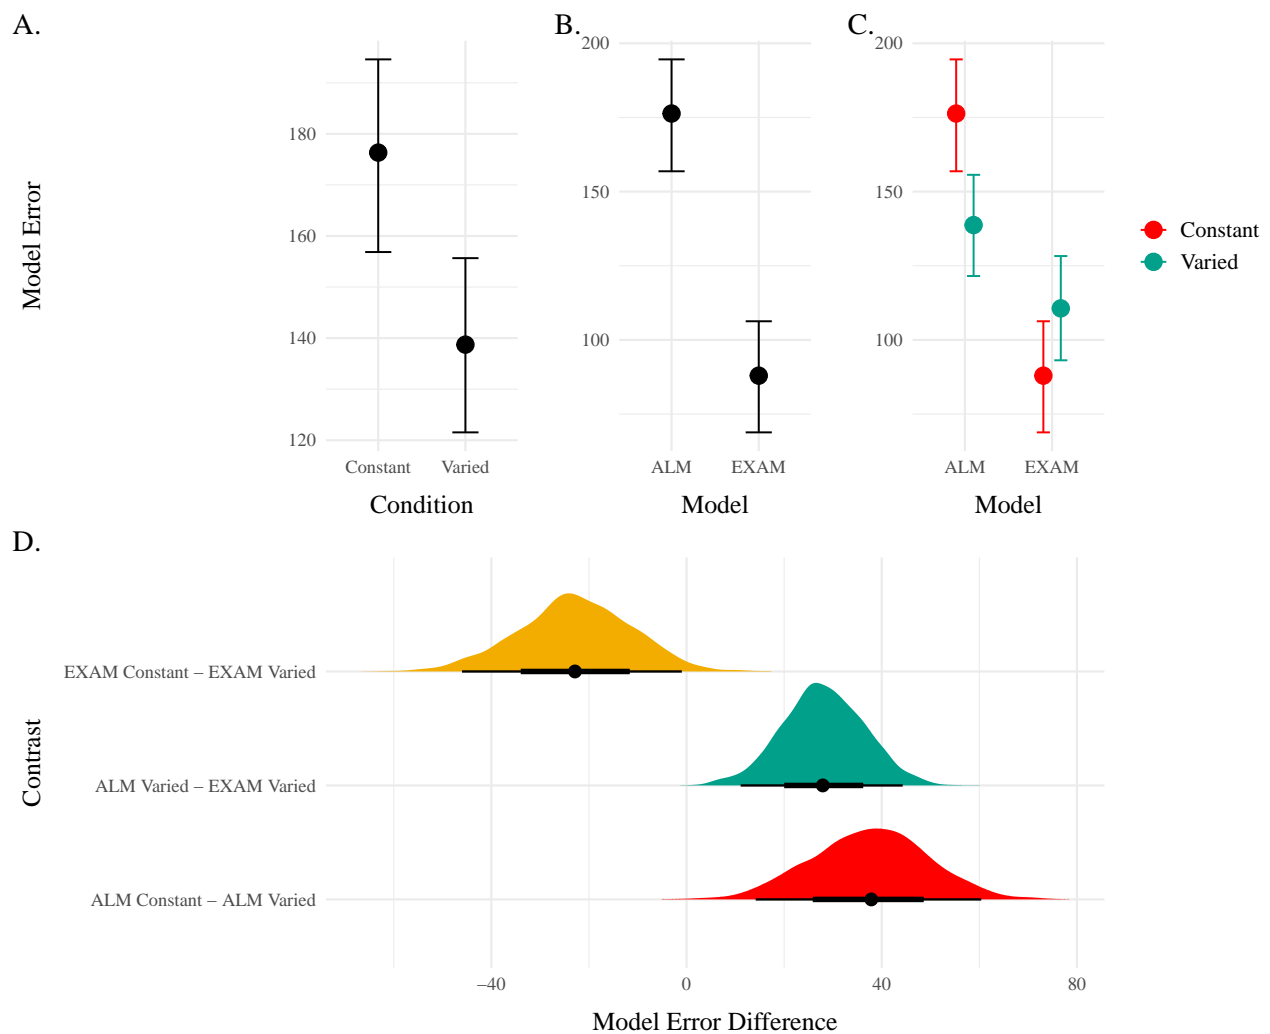 A.
B.
C.
Model Error
180
160
140
120
Constant
Varied
Condition
200
150
100
ALM
EXAM
Model
200
150
100
ALM
EXAM
Model
Constant
Varied
D.
Contrast
EXAM Constant – EXAM Varied
ALM Varied – EXAM Varied
ALM Constant – ALM Varied
−40
0
40
80
Model Error Difference